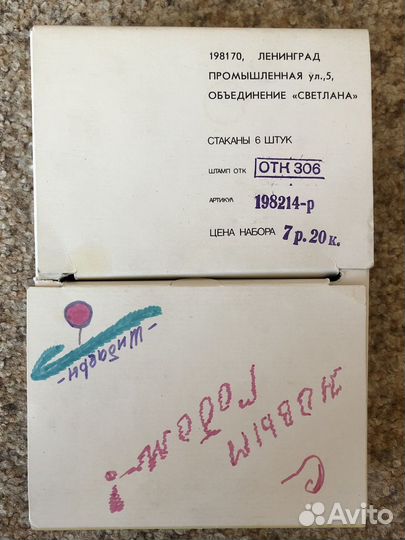 198170, ЛЕНИНГРАД
ПРОМЫШЛЕННАЯ ул.,5,
ОБЪЕДИНЕНИЕ «СВЕТЛАНА»
СТАКАНЫ 6 ШТУК
ШТАМП ОТК ОТК 306
АРТИКУЛ 198214-р
ЦЕНА НАБОРА 7 р. 20 к.
С
новым
годом-!
Avito